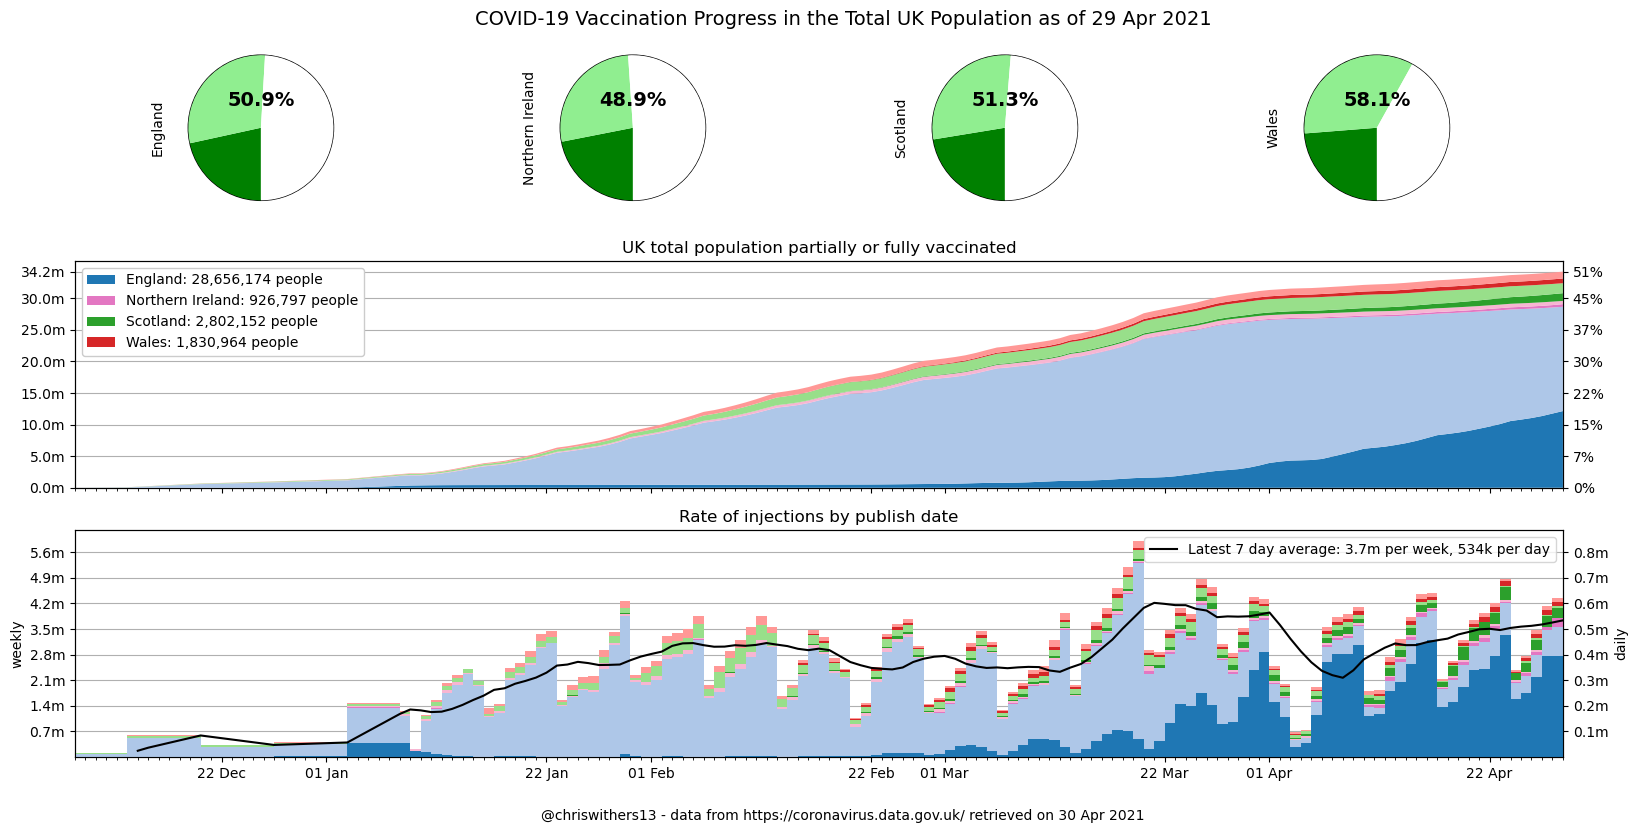 COVID-19 Vaccination Progress in the Total UK Population as of 29 Apr 2021
England
50.9%
Northern Ireland
48.9%
Scotland
51.3%
Wales
58.1%
UK total population partially or fully vaccinated
34.2m
30.0m
25.0m
20.0m
15.0m
10.0m
5.0m
0.0m
England: 28,656,174 people
Northern Ireland: 926,797 people
Scotland: 2,802,152 people
Wales: 1,830,964 people
51%
45%
37%
30%
22%
15%
7%
0%
Rate of injections by publish date
weekly
5.6m
4.9m
4.2m
3.5m
2.8m
2.1m
1.4m
0.7m
Latest 7 day average: 3.7m per week, 534k per day
0.8m
0.7m
0.6m
0.5m
0.4m
0.3m
0.2m
0.1m
daily
22 Dec 01 Jan 22 Jan 01 Feb 22 Feb 01 Mar 22 Mar 01 Apr 22 Apr
@chriswithers13 - data from https://coronavirus.data.gov.uk/ retrieved on 30 Apr 2021